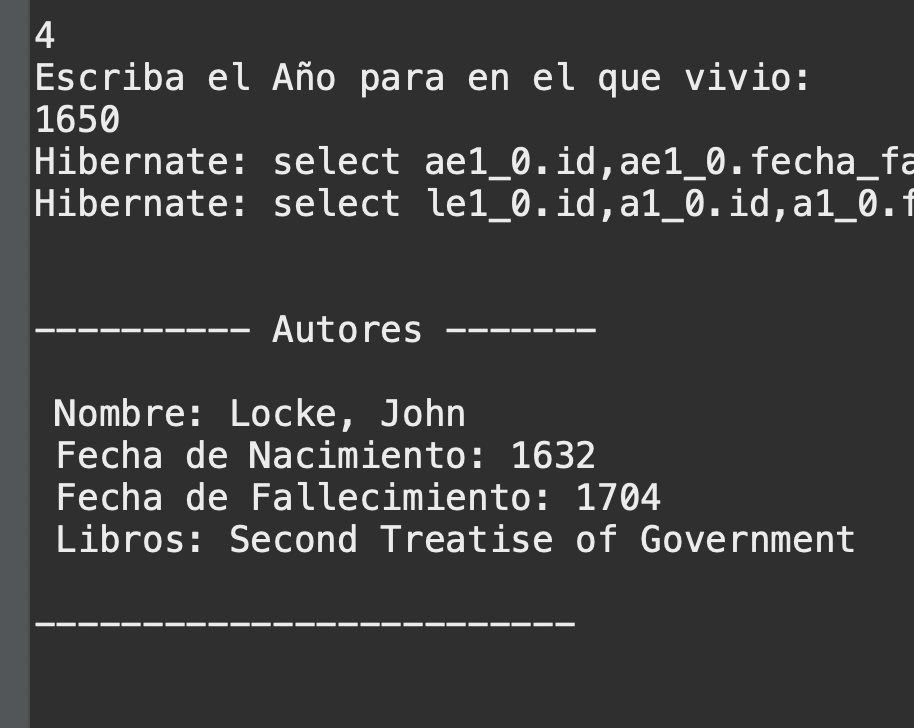 4
Escriba el Año para en el que vivio:
1650
Hibernate: select ae1_0.id,ae1_0.fecha_fa
Hibernate: select le1_0.id,a1_0.id,a1_0.f
---------- Autores -------
Nombre: Locke, John
Fecha de Nacimiento: 1632
Fecha de Fallecimiento: 1704
Libros: Second Treatise of Government
-------------------------